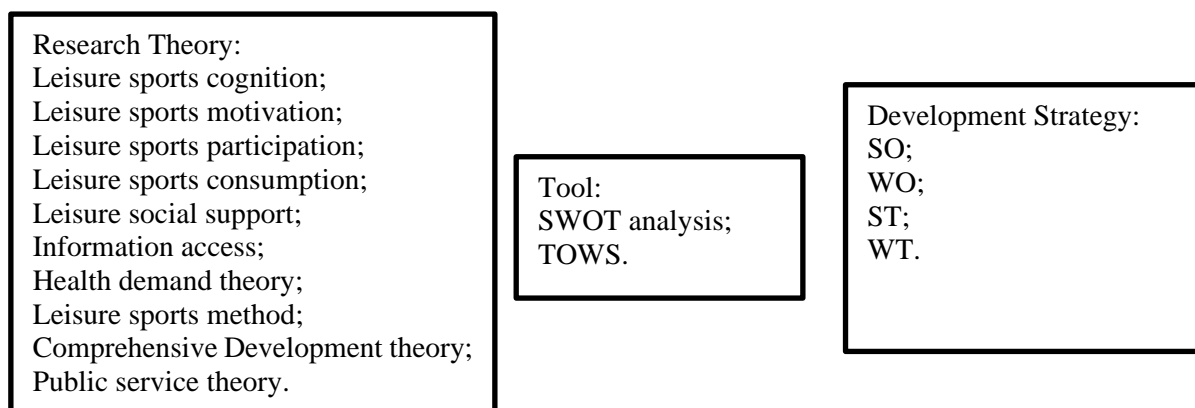 Research Theory:
Leisure sports cognition;
Leisure sports motivation;
Leisure sports participation;
Leisure sports consumption;
Leisure social support;
Information access;
Health demand theory;
Leisure sports method;
Comprehensive Development theory;
Public service theory.
Tool:
SWOT analysis;
TOWS.
Development Strategy:
SO;
WO;
ST;
WT.